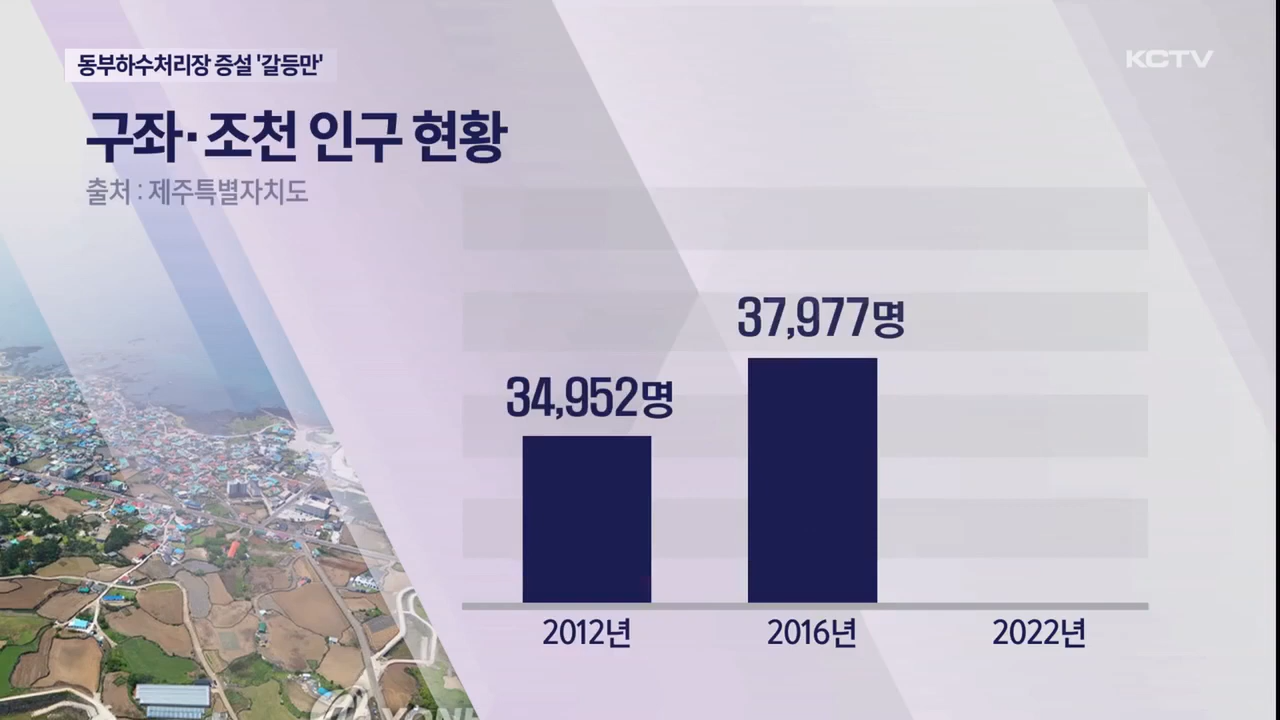 동부하수처리장 증설 '갈등만'
KCTV
구좌·조천 인구 현황
출처 : 제주특별자치도
37,977명
34,952명
2012년
2016년
2022년